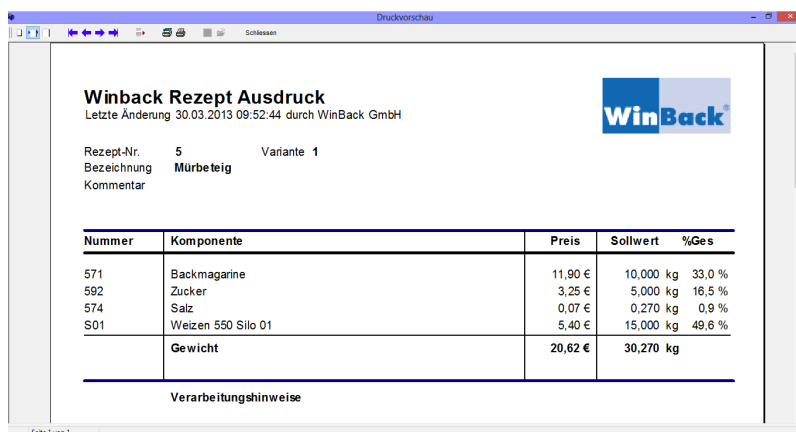 Druckvorschau
Schliessen
Winback Rezept Ausdruck
Letzte Änderung 30.03.2013 09:52:44 durch WinBack GmbH
WinBack®
Rezept-Nr. 5 Variante 1
Bezeichnung Mürbeteig
Kommentar
Nummer Komponente Preis Sollwert %Ges
571 Backmagarine 11,90 € 10,000 kg 33,0 %
592 Zucker 3,25 € 5,000 kg 16,5 %
574 Salz 0,07 € 0,270 kg 0,9 %
S01 Weizen 550 Silo 01 5,40 € 15,000 kg 49,6 %
Gewicht 20,62 € 30,270 kg
Verarbeitungshinweise
Seite 1 von 1